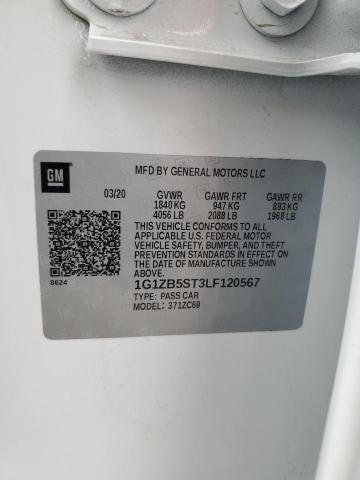 GM
MFD BY GENERAL MOTORS LLC
03/20 GVWR GAWR FRT GAWR RR
1840 KG 947 KG 893 KG
4056 LB 2088 LB 1968 LB
THIS VEHICLE CONFORMS TO ALL
APPLICABLE U.S. FEDERAL MOTOR
VEHICLE SAFETY, BUMPER, AND THEFT
PREVENTION STANDARDS IN EFFECT ON
THE DATE OF MANUFACTURE SHOWN ABOVE.
8624
1G1ZB5ST3LF120567
TYPE: PASS CAR
MODEL: 371ZC69